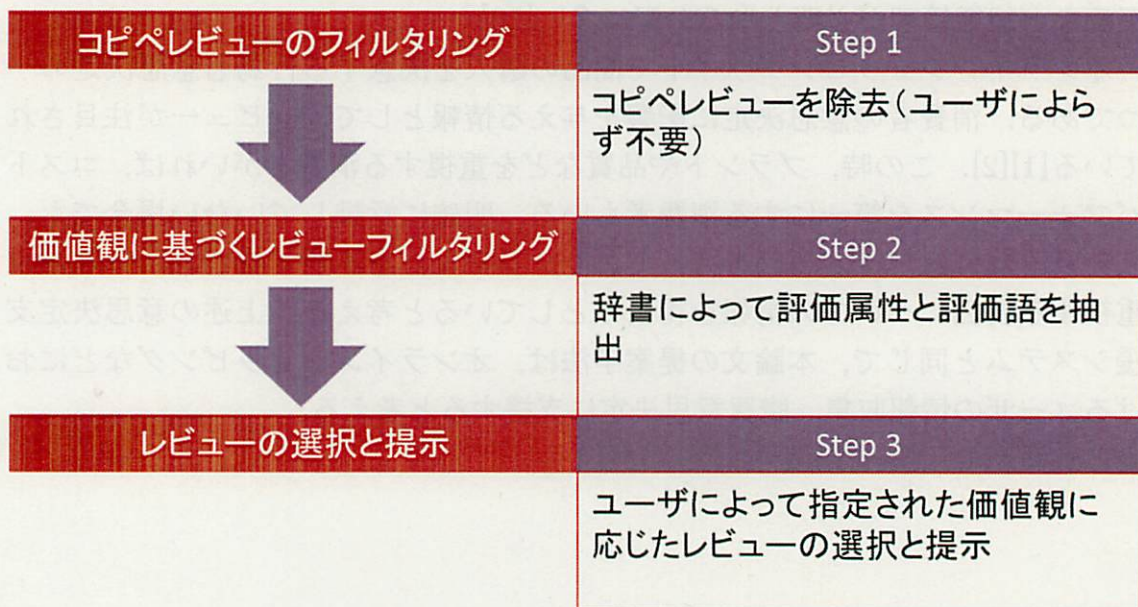 コピペレビューのフィルタリング
Step 1
コピペレビューを除去(ユーザによら
ず不要)
価値観に基づくレビューフィルタリング
Step 2
辞書によって評価属性と評価語を抽
出
レビューの選択と提示
Step 3
ユーザによって指定された価値観に
応じたレビューの選択と提示